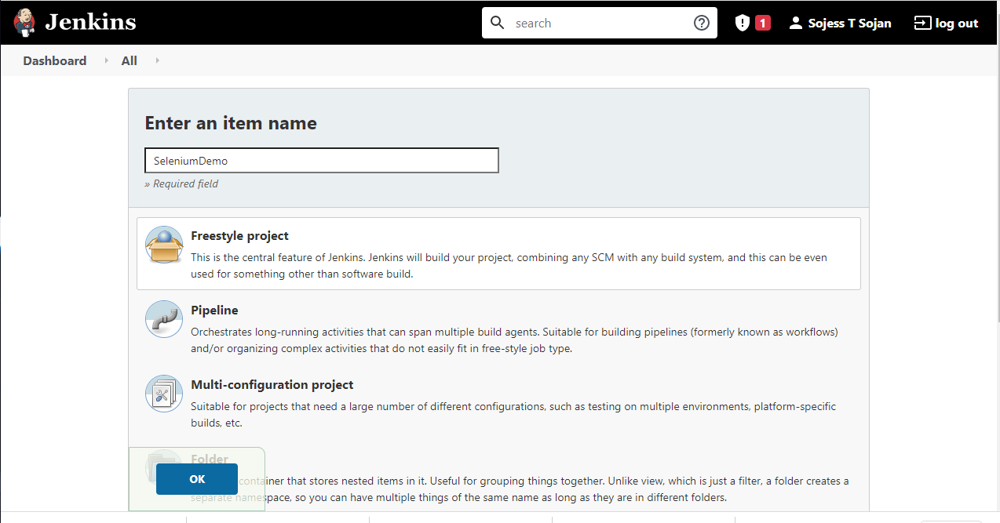 Jenkins
search
1
Sojess T Sojan
log out
Dashboard
All
Enter an item name
SeleniumDemo
» Required field
Freestyle project
This is the central feature of Jenkins. Jenkins will build your project, combining any SCM with any build system, and this can be even
used for something other than software build.
Pipeline
Orchestrates long-running activities that can span multiple build agents. Suitable for building pipelines (formerly known as workflows)
and/or organizing complex activities that do not easily fit in free-style job type.
Multi-configuration project
Suitable for projects that need a large number of different configurations, such as testing on multiple environments, platform-specific
builds, etc.
Folder
container that stores nested items in it. Useful for grouping things together. Unlike view, which is just a filter, a folder creates a
OK
separate namespace, so you can have multiple things of the same name as long as they are in different folders.